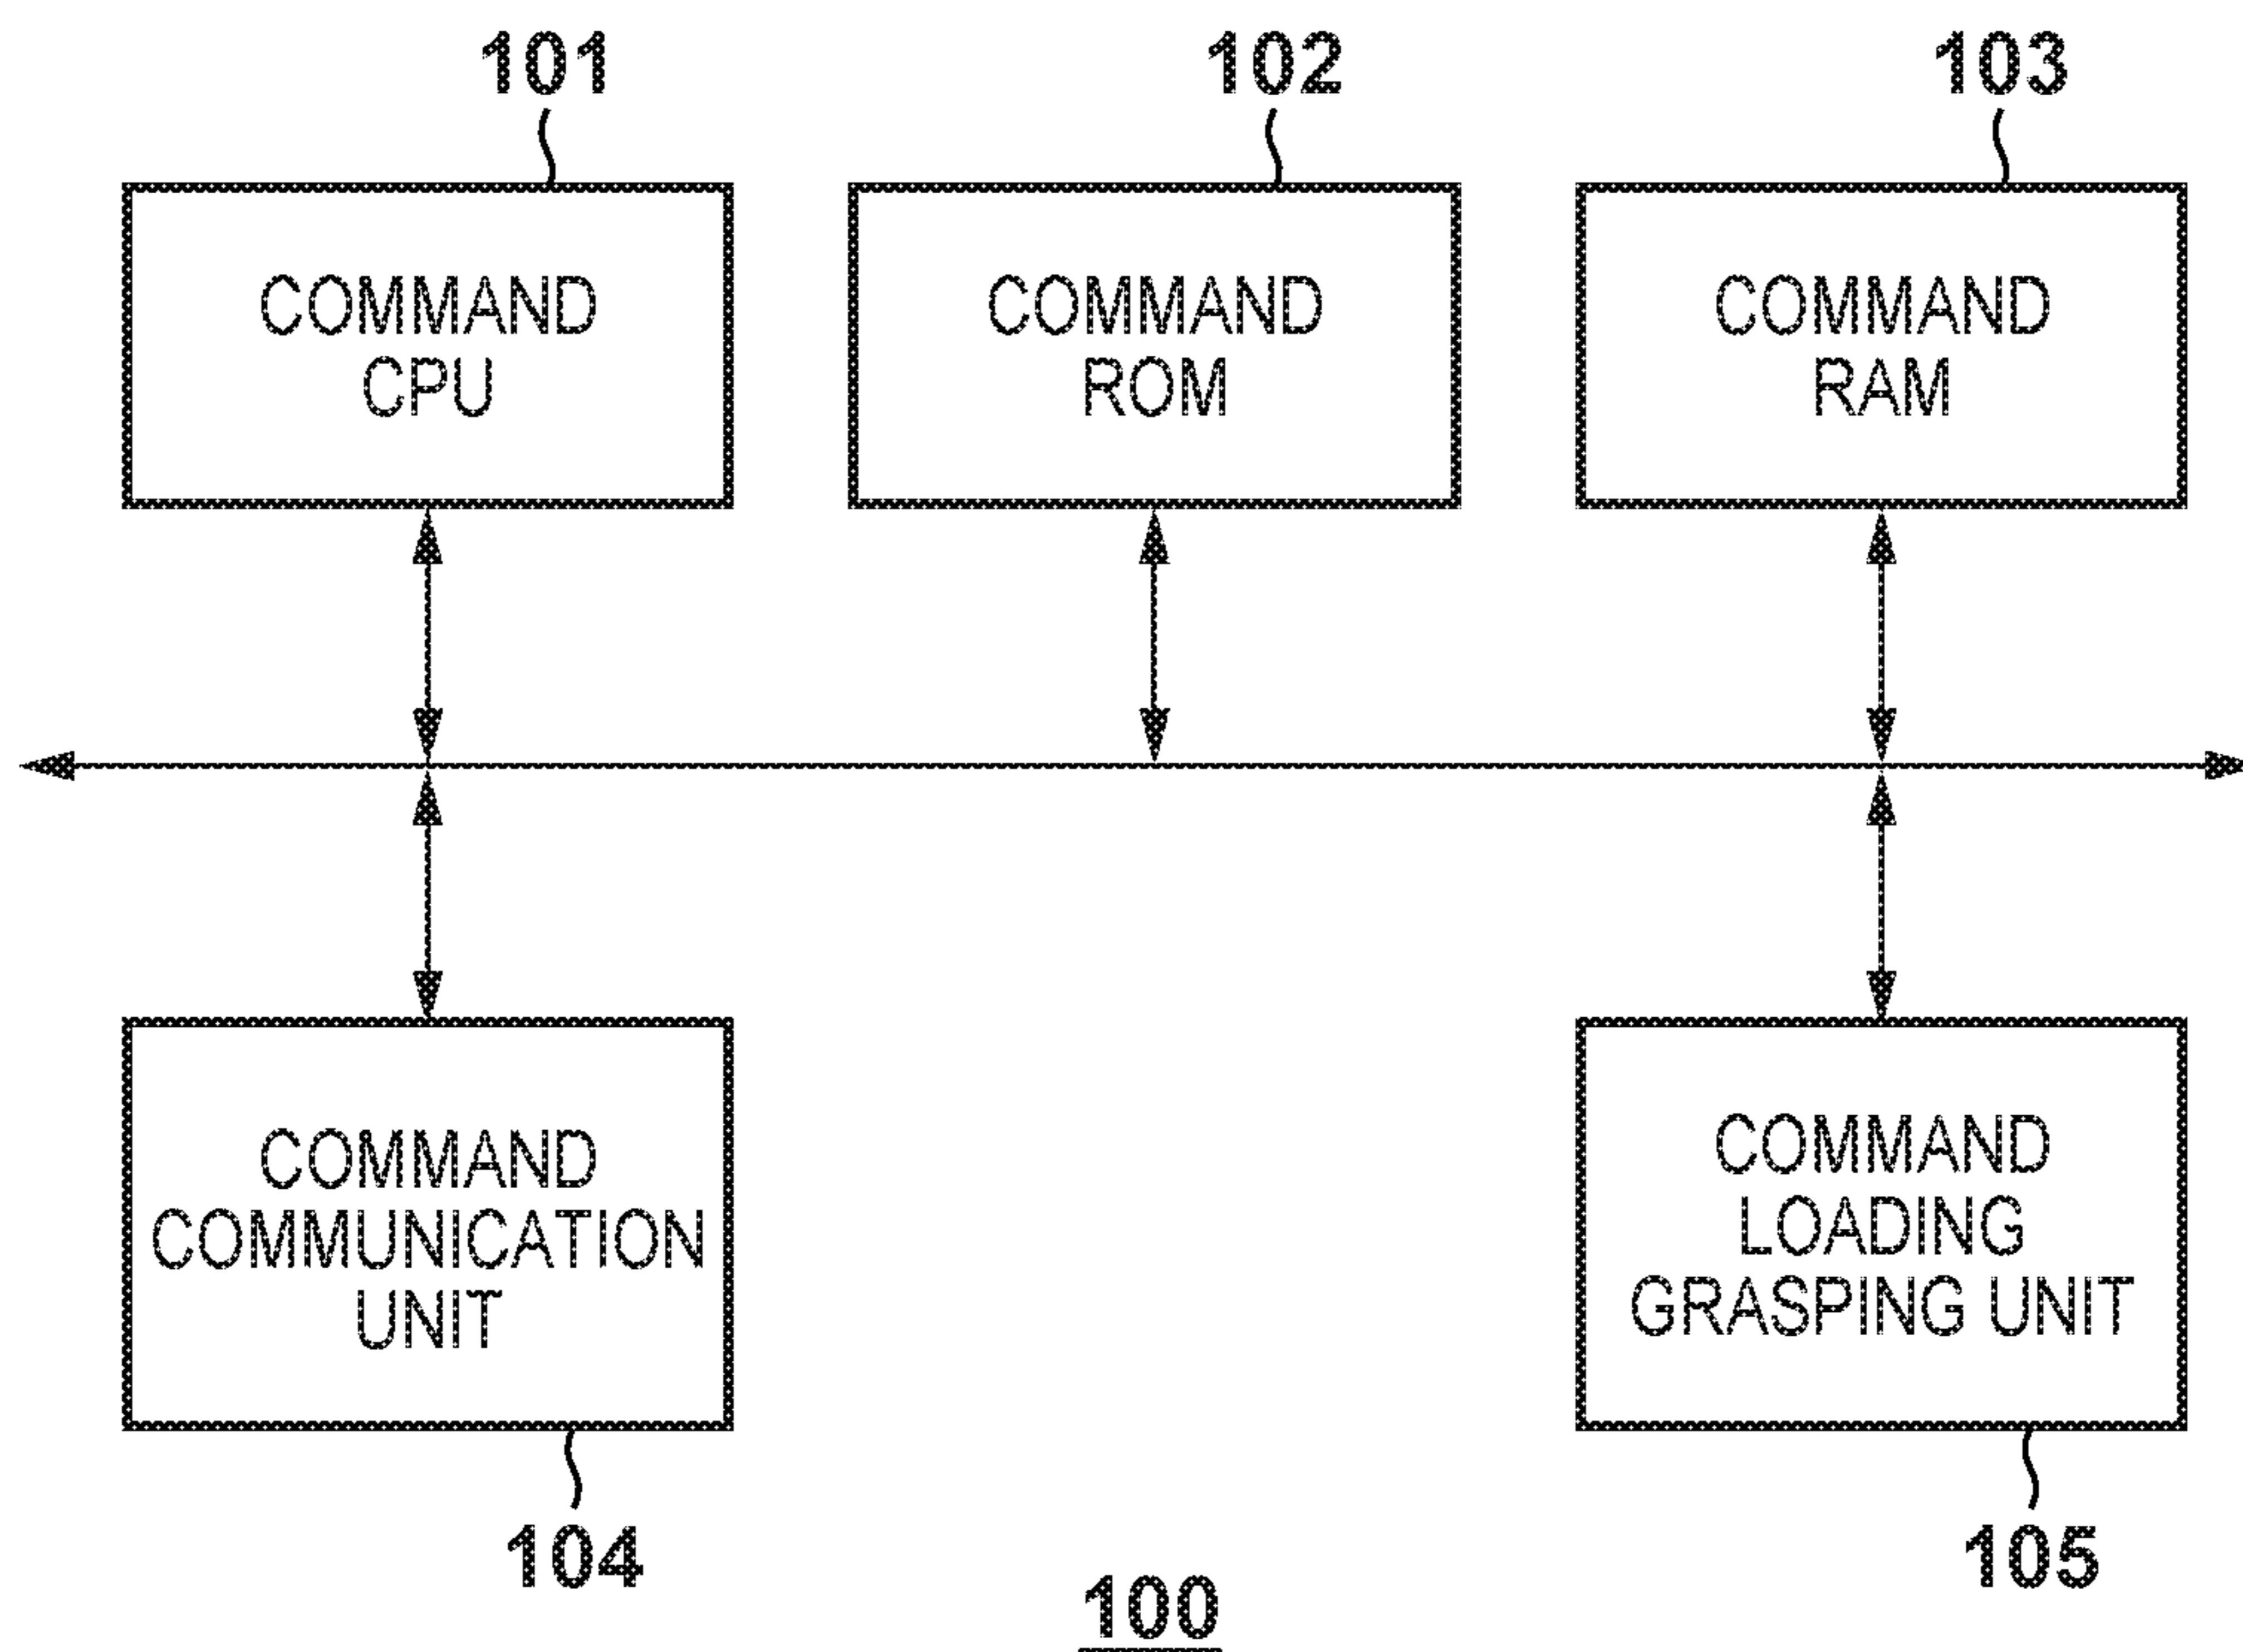 101
102
103
COMMAND
CPU
COMMAND
ROM
COMMAND
RAM
COMMAND
COMMUNICATION
UNIT
COMMAND
LOADING
GRASPING UNIT
104
105
100